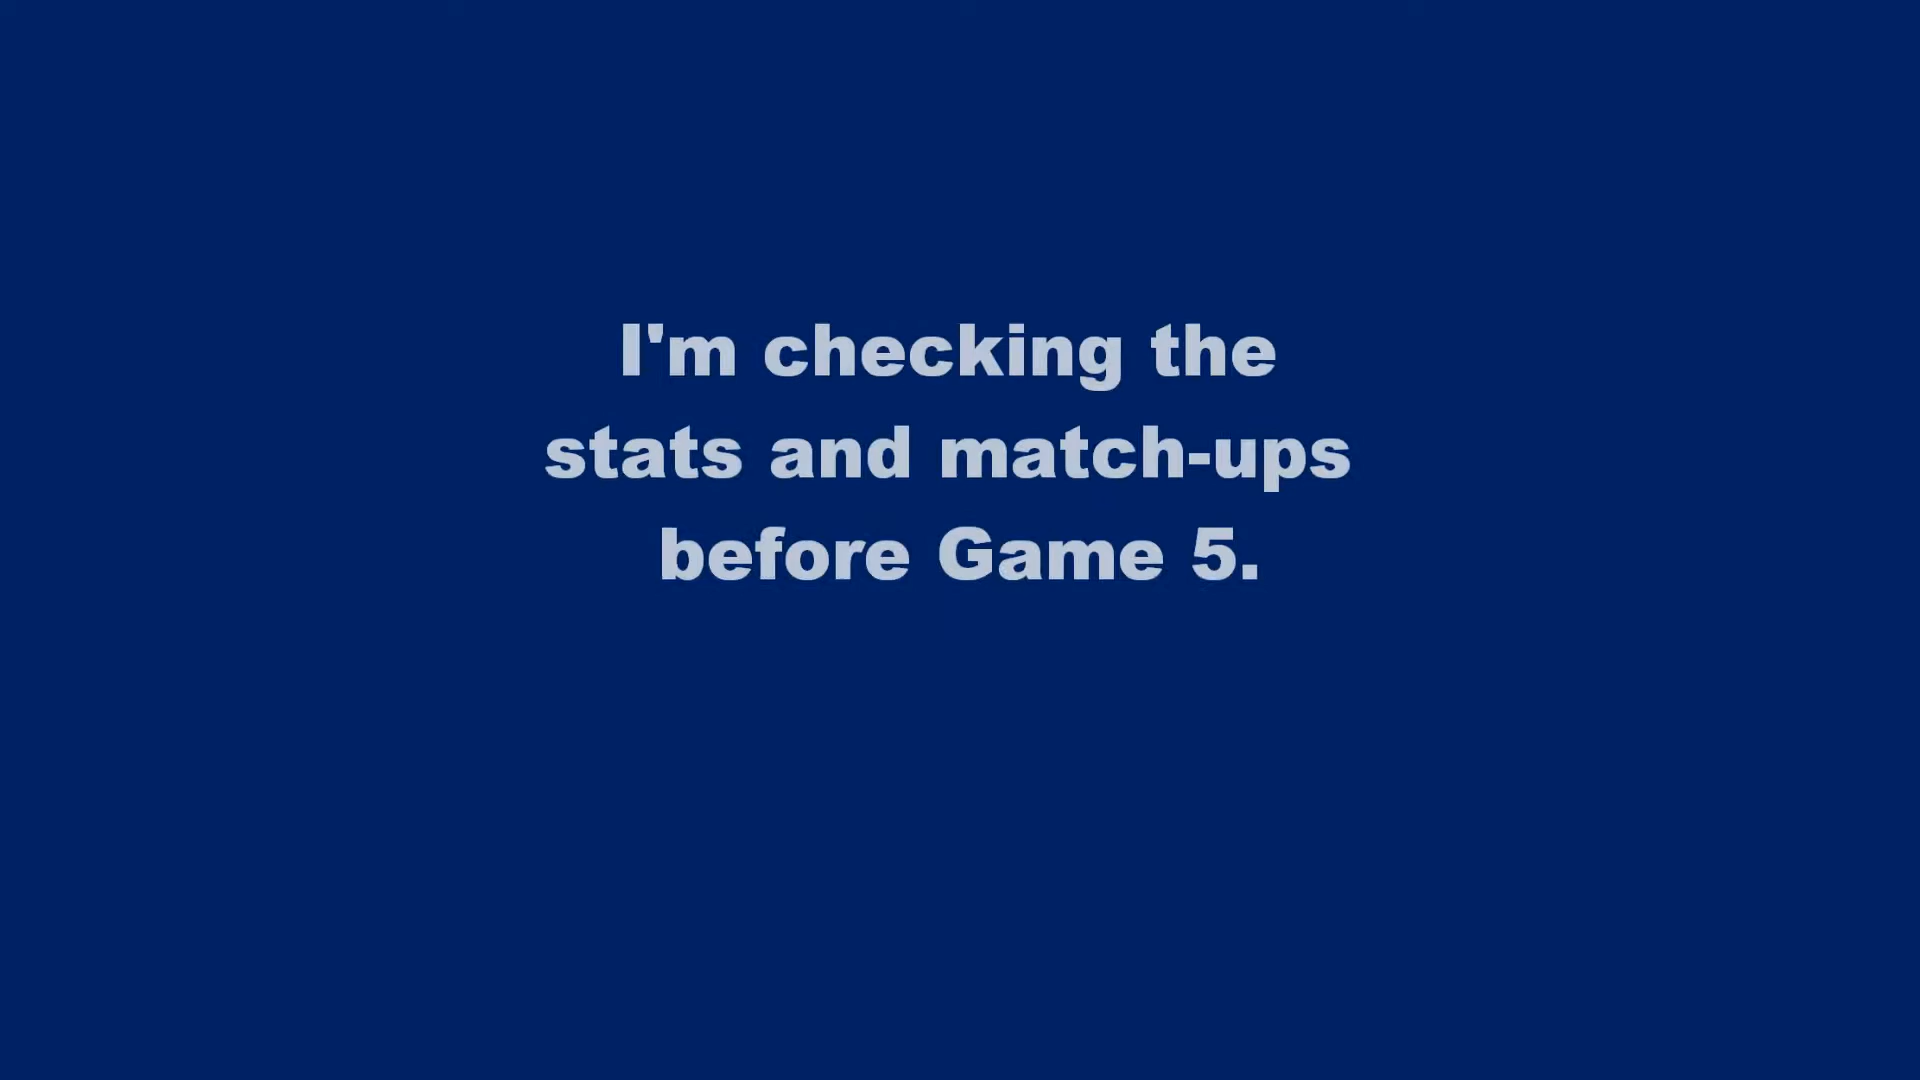 I'm checking the
stats and match-ups
before Game 5.